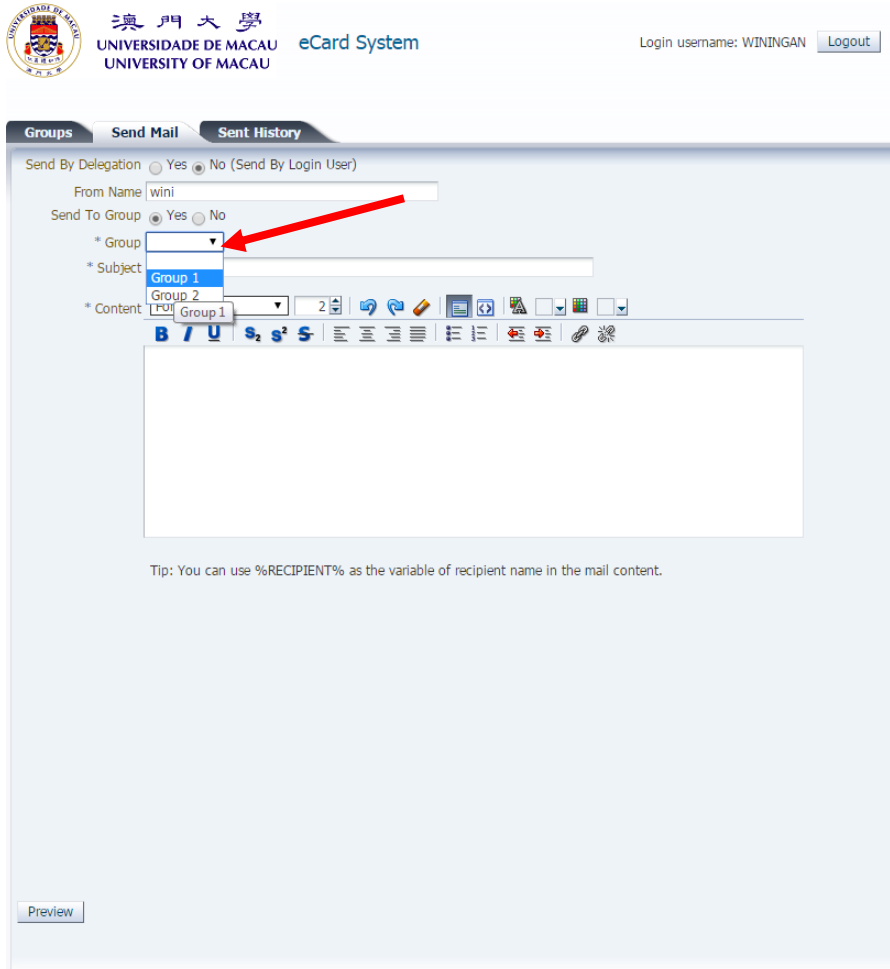 澳門大學
UNIVERSIDADE DE MACAU
UNIVERSITY OF MACAU
eCard System
Login username: WININGAN Logout
Groups Send Mail Sent History
Send By Delegation Yes No (Send By Login User)
From Name wini
Send To Group Yes No
* Group
* Subject
Group 1
Group 2
* Content 2
Group 1
B I U S₂ S² S
Tip: You can use %RECIPIENT% as the variable of recipient name in the mail content.
Preview